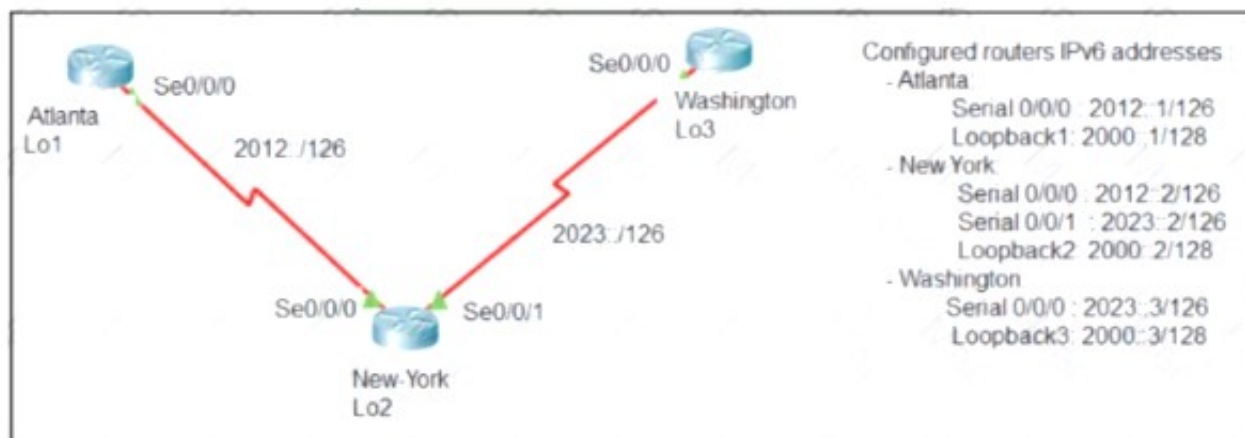 Se0/0/0
Atlanta
Lo1
2012::/126
Se0/0/0
Washington
Lo3
2023::/126
Se0/0/0
Se0/0/1
New-York
Lo2
Configured routers IPv6 addresses
- Atlanta
Serial 0/0/0 : 2012::1/126
Loopback1: 2000::1/128
- New York
Serial 0/0/0 : 2012::2/126
Serial 0/0/1 : 2023::2/126
Loopback2: 2000::2/128
- Washington
Serial 0/0/0 : 2023::3/126
Loopback3: 2000::3/128